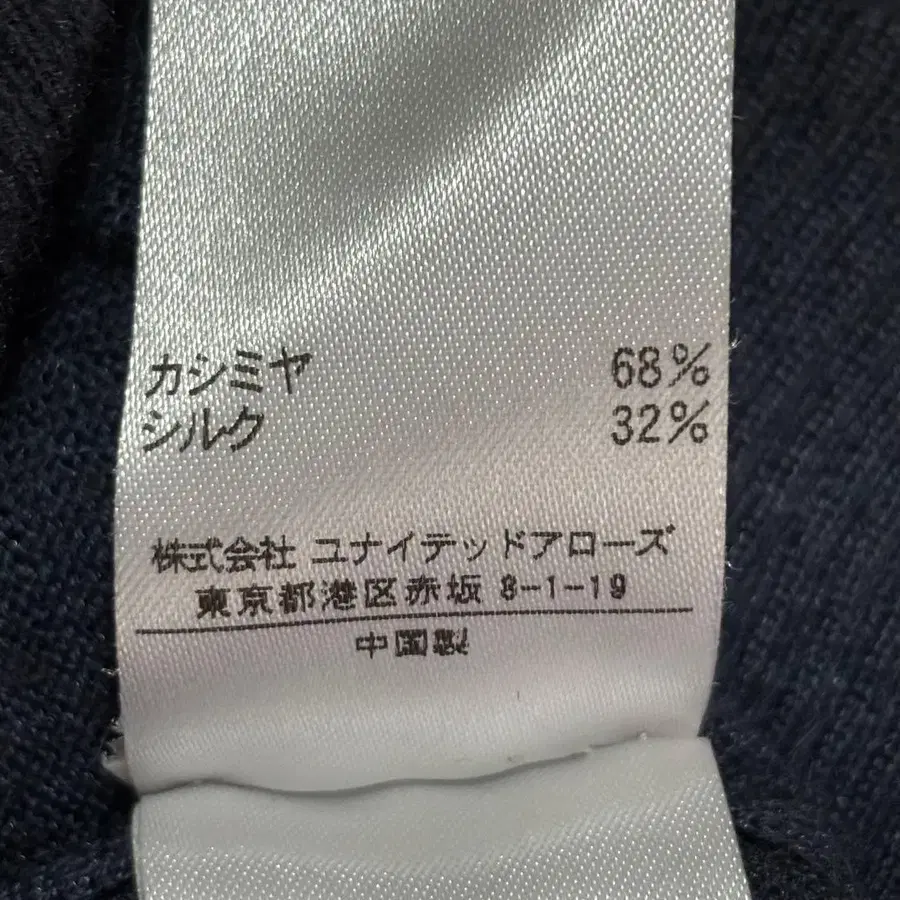 カシミヤ 68%
シルク 32%
株式会社 ユナイテッドアローズ
東京都港区赤坂 8-1-19
中国製